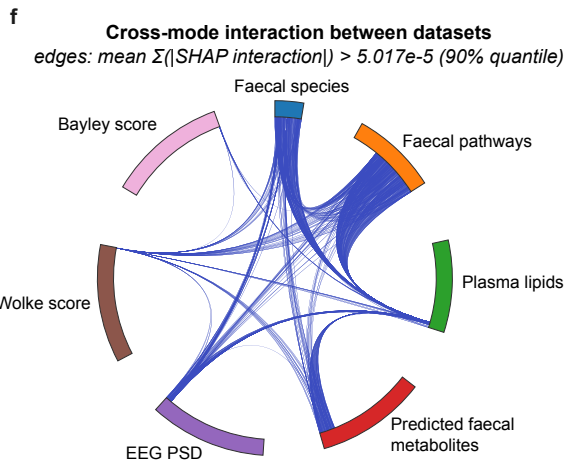 f
Cross-mode interaction between datasets
edges: mean Σ(|SHAP interaction|) > 5.017e-5 (90% quantile)
Faecal species
Bayley score
Faecal pathways
Plasma lipids
Wolke score
Predicted faecal
metabolites
EEG PSD